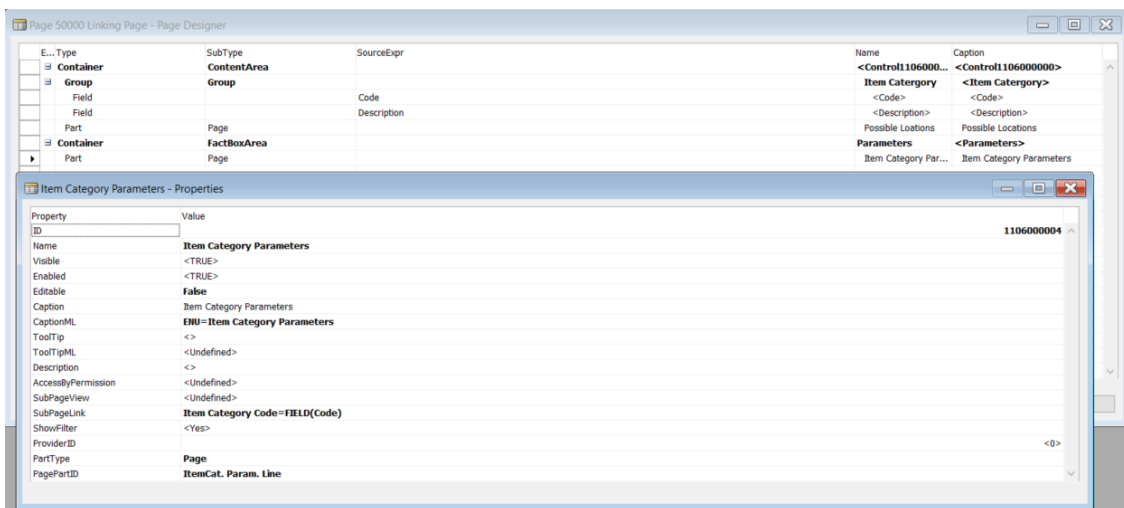 Page 50000 Linking Page - Page Designer
E... Type SubType SourceExpr Name Caption
Container ContentArea <Control1106000... <Control1106000000>
Group Group Item Catergory <Item Catergory>
Field Code <Code> <Code>
Field Description <Description> <Description>
Part Page Possible Loations Possible Locations
Container FactBoxArea Parameters <Parameters>
Part Page Item Category Par... Item Category Parameters
Item Category Parameters - Properties
Property Value
ID 1106000004
Name Item Category Parameters
Visible <TRUE>
Enabled <TRUE>
Editable False
Caption Item Category Parameters
CaptionML ENU=Item Category Parameters
ToolTip <>
ToolTipML <Undefined>
Description <>
AccessByPermission <Undefined>
SubPageView <Undefined>
SubPageLink Item Category Code=FIELD(Code)
ShowFilter <Yes>
ProviderID <0>
PartType Page
PagePartID ItemCat. Param. Line